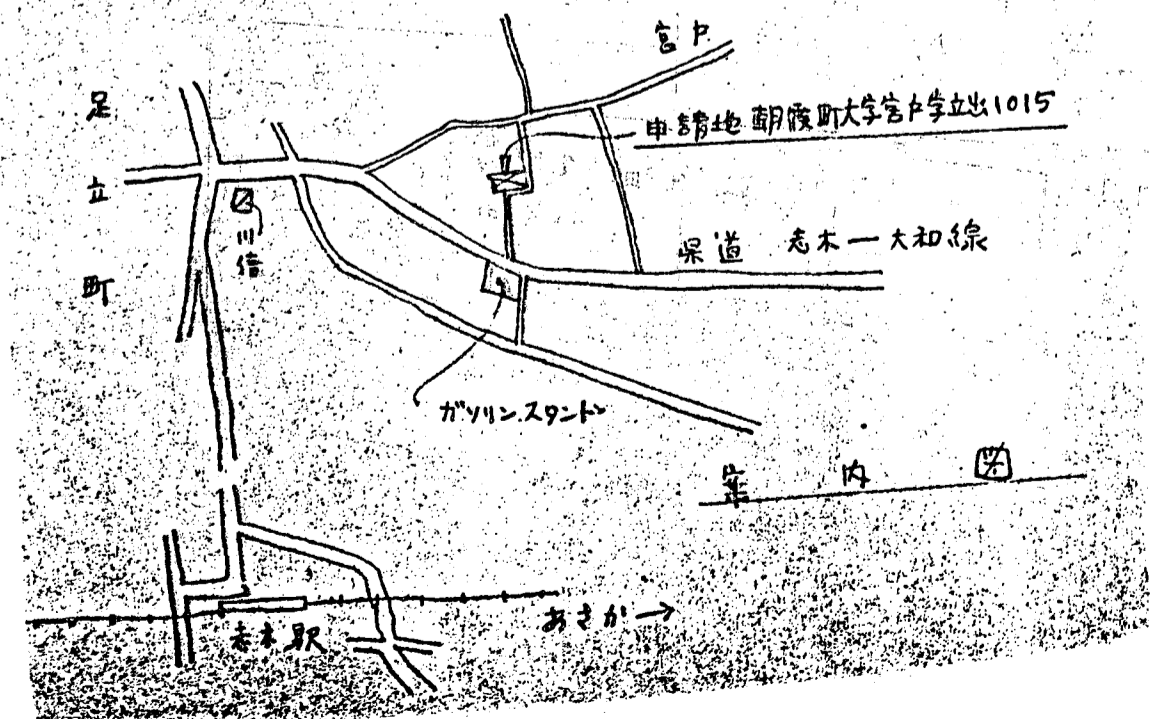 宮戸
申請地 朝霞町大字宮戸字立出1015
足立町
川信
県道 志木ー大和線
ガソリン.スタンド
案内図
志木駅
あさか→